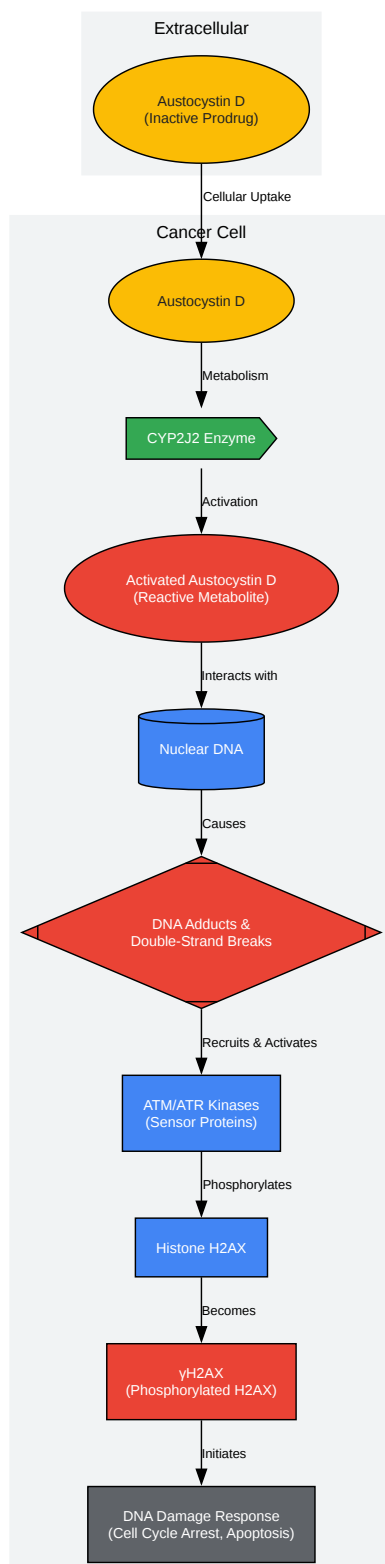 Extracellular
Austocystin D
(Inactive Prodrug)
Cellular Uptake
Cancer Cell
Austocystin D
Metabolism
CYP2J2 Enzyme
Activation
Activated Austocystin D
(Reactive Metabolite)
Interacts with
Nuclear DNA
Causes
DNA Adducts &
Double-Strand Breaks
Recruits & Activates
ATM/ATR Kinases
(Sensor Proteins)
Phosphorylates
Histone H2AX
Becomes
γH2AX
(Phosphorylated H2AX)
Initiates
DNA Damage Response
(Cell Cycle Arrest, Apoptosis)